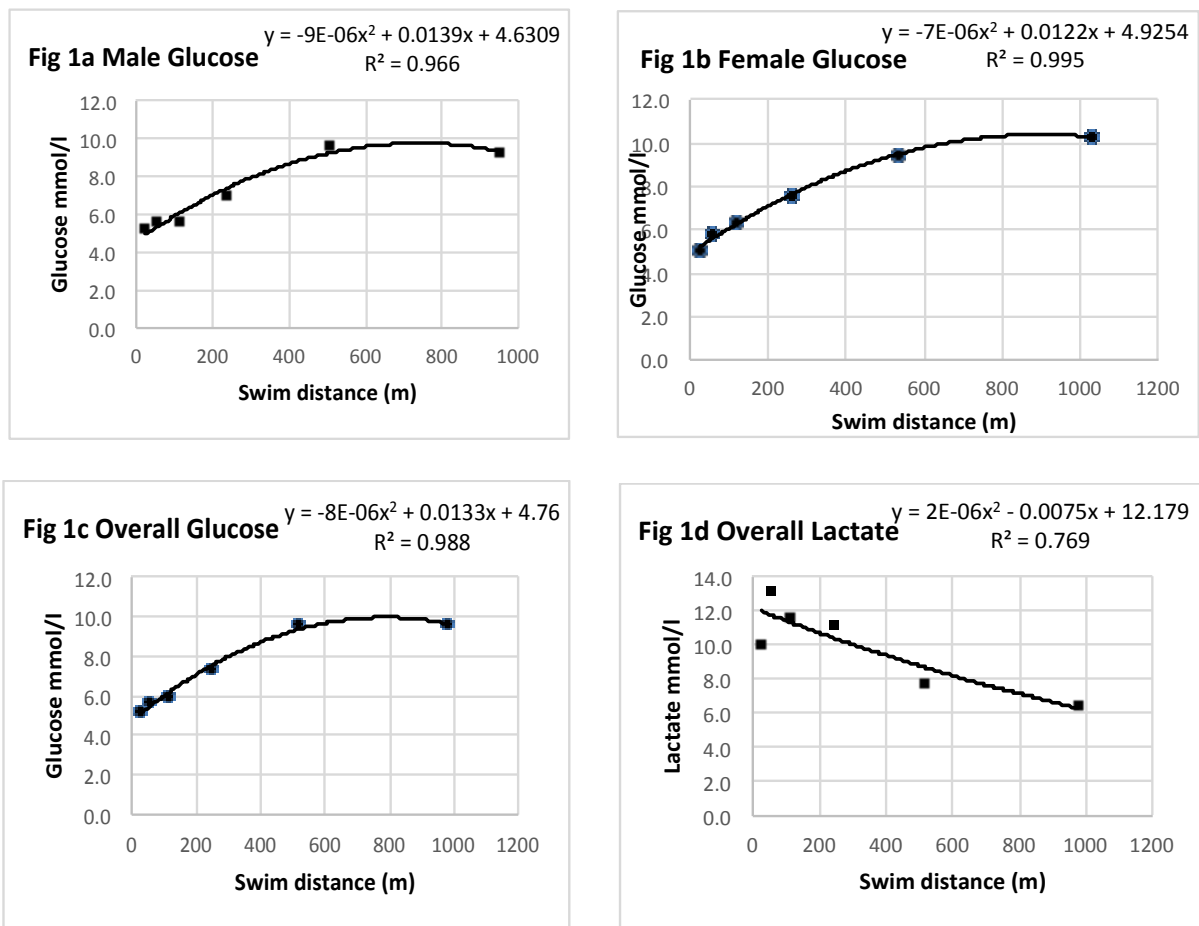 y = -9E-06x² + 0.0139x + 4.6309
Fig 1a Male Glucose
R² = 0.966
Glucose mmol/l
12.0
10.0
8.0
6.0
4.0
2.0
0.0
0 200 400 600 800 1000
Swim distance (m)
y = -7E-06x² + 0.0122x + 4.9254
Fig 1b Female Glucose
R² = 0.995
Glucose mmol/l
12.0
10.0
8.0
6.0
4.0
2.0
0.0
0 200 400 600 800 1000 1200
Swim distance (m)
y = -8E-06x² + 0.0133x + 4.76
Fig 1c Overall Glucose
R² = 0.988
Glucose mmol/l
12.0
10.0
8.0
6.0
4.0
2.0
0.0
0 200 400 600 800 1000 1200
Swim distance (m)
y = 2E-06x² - 0.0075x + 12.179
Fig 1d Overall Lactate
R² = 0.769
Lactate mmol/l
14.0
12.0
10.0
8.0
6.0
4.0
2.0
0.0
0 200 400 600 800 1000 1200
Swim distance (m)